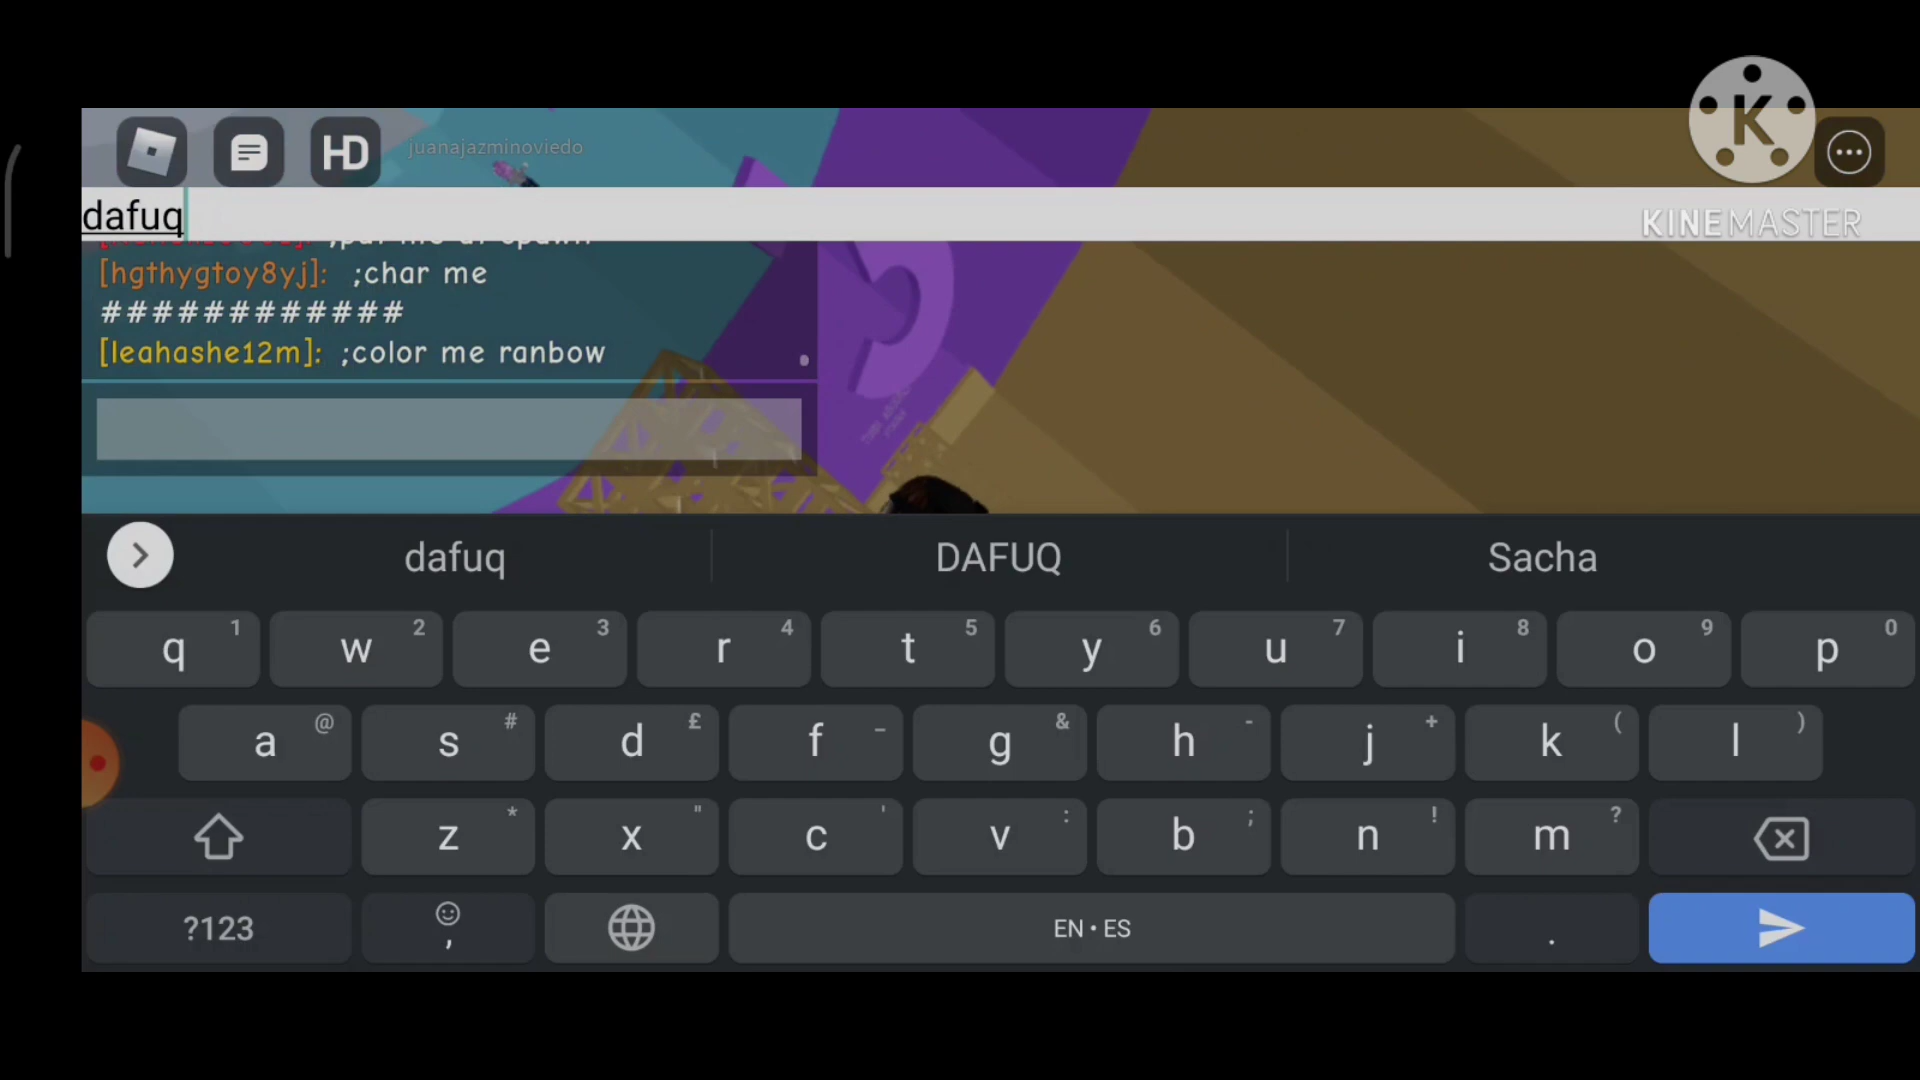 K
HD
juanajazminoviedo
dafuq
KINEMASTER
[hgthygtoy8yj]: ;char me
############
[leahashe12m]: ;color me ranbow
dafuq DAFUQ Sacha
q 1 w 2 e 3 r 4 t 5 y 6 u 7 i 8 o 9 p 0
a @ s # d £ f _ g & h - j + k ( l )
z * x " c ' v : b ; n ! m ?
?123 , EN • ES .